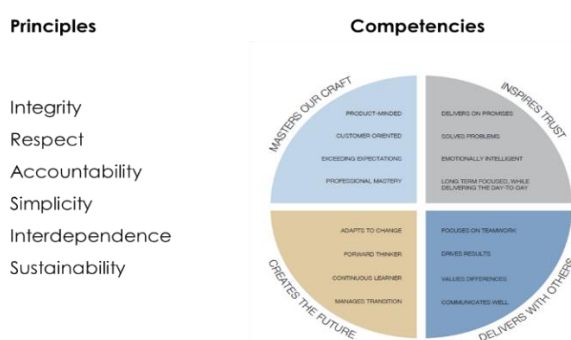 Principles
Integrity
Respect
Accountability
Simplicity
Interdependence
Sustainability
Competencies
MASTERS OUR CRAFT
PRODUCT-MINDED
CUSTOMER ORIENTED
EXCEEDING EXPECTATIONS
PROFESSIONAL MASTERY
INSPIRES TRUST
DELIVERS ON PROMISES
SOLVES PROBLEMS
EMOTIONALLY INTELLIGENT
LONG-TERM FOCUSED, WHILE
DELIVERING THE DAY-TO-DAY
CREATES THE FUTURE
ADAPTS TO CHANGE
FORWARD THINKER
CONTINUOUS LEARNER
MANAGES TRANSITION
DELIVERS WITH OTHERS
FOCUSES ON TEAMWORK
DRIVES RESULTS
VALUES DIFFERENCES
COMMUNICATES WELL